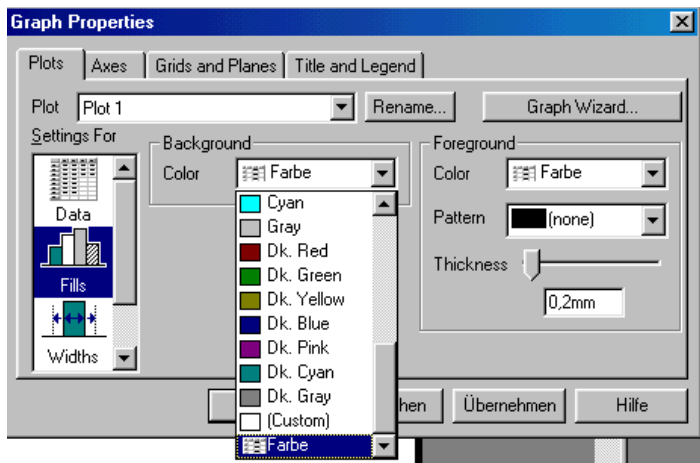 Graph Properties
Plots Axes Grids and Planes Title and Legend
Plot Plot 1 Rename... Graph Wizard...
Settings For Background Foreground
Color Farbe Color Farbe
Data
Fills
Widths
Cyan
Gray
Dk. Red
Dk. Green
Dk. Yellow
Dk. Blue
Dk. Pink
Dk. Cyan
Dk. Gray
(Custom)
Farbe
Pattern (none)
Thickness
0,2mm
hen Übernehmen Hilfe